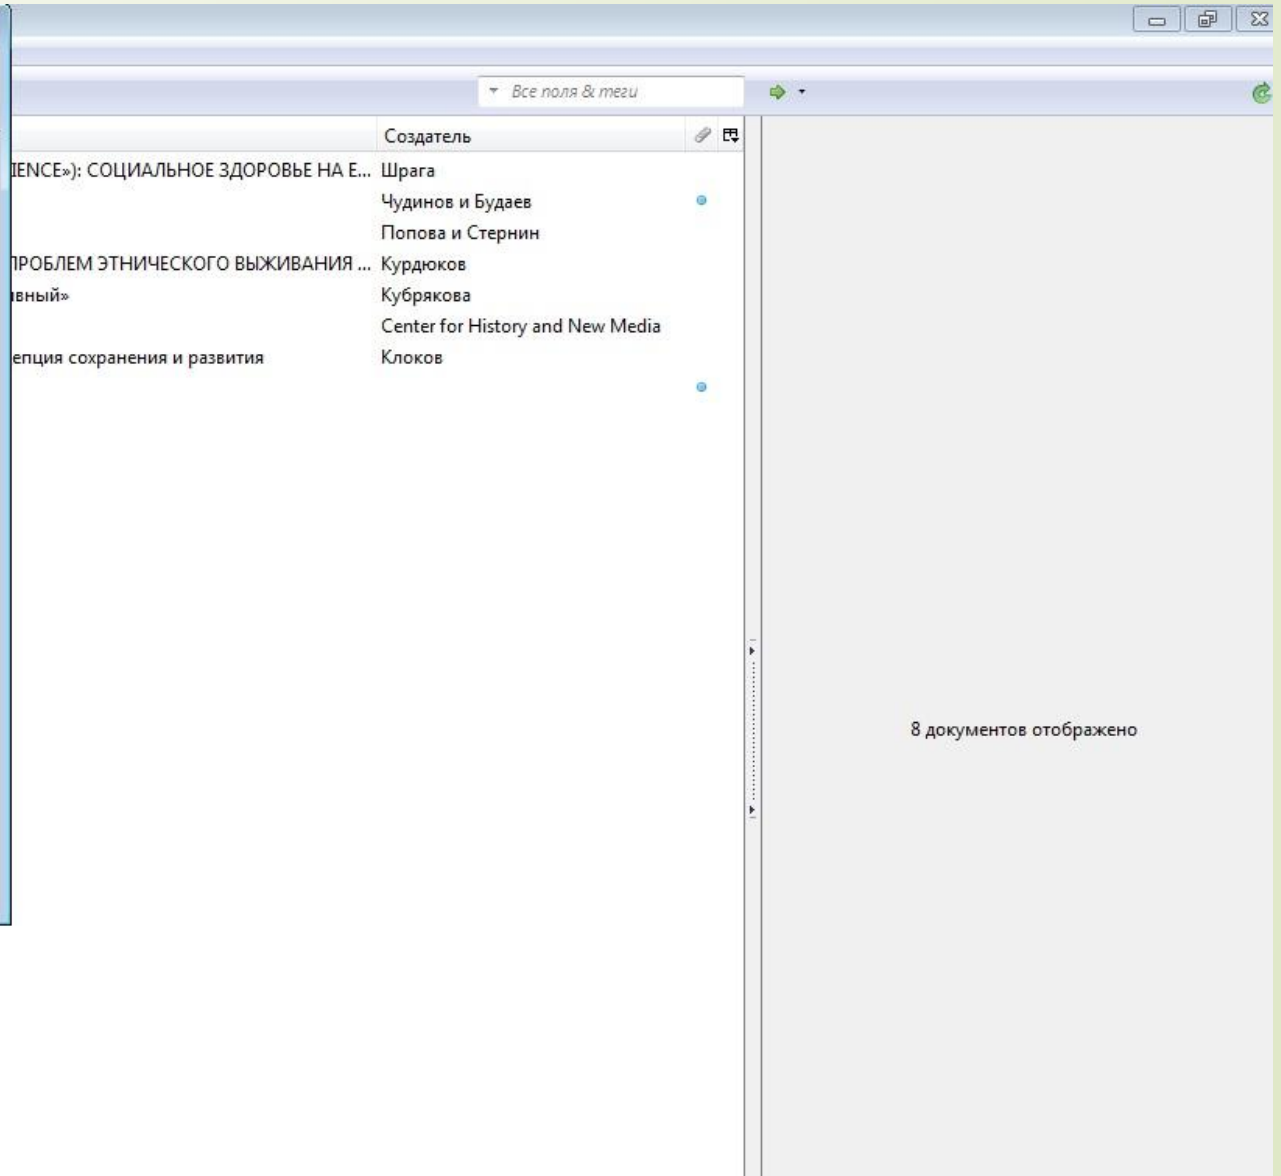 Все поля & теги
Создатель
IENCE»): СОЦИАЛЬНОЕ ЗДОРОВЬЕ НА Е... Шрага
Чудинов и Будаев
Попова и Стернин
ПРОБЛЕМ ЭТНИЧЕСКОГО ВЫЖИВАНИЯ ... Курдюков
вный» Кубрякова
Center for History and New Media
епция сохранения и развития Клоков
8 документов отображено